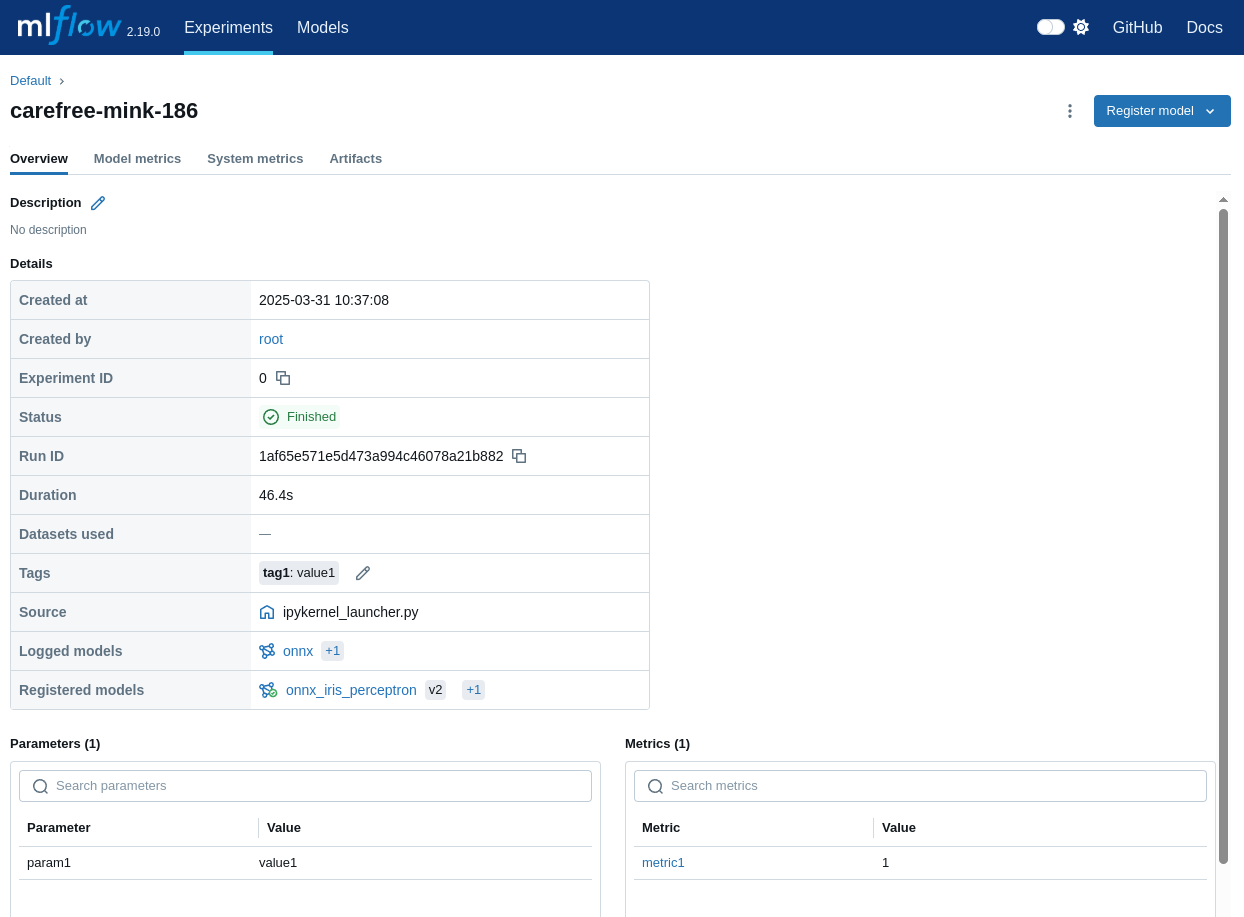 mlflow 2.19.0 Experiments Models GitHub Docs
Default
carefree-mink-186
Register model
Overview Model metrics System metrics Artifacts
Description
No description
Details
Created at 2025-03-31 10:37:08
Created by root
Experiment ID 0
Status Finished
Run ID 1af65e571e5d473a994c46078a21b882
Duration 46.4s
Datasets used —
Tags tag1: value1
Source ipykernel_launcher.py
Logged models onnx +1
Registered models onnx_iris_perceptron v2 +1
Parameters (1)
Search parameters
Parameter Value
param1 value1
Metrics (1)
Search metrics
Metric Value
metric1 1